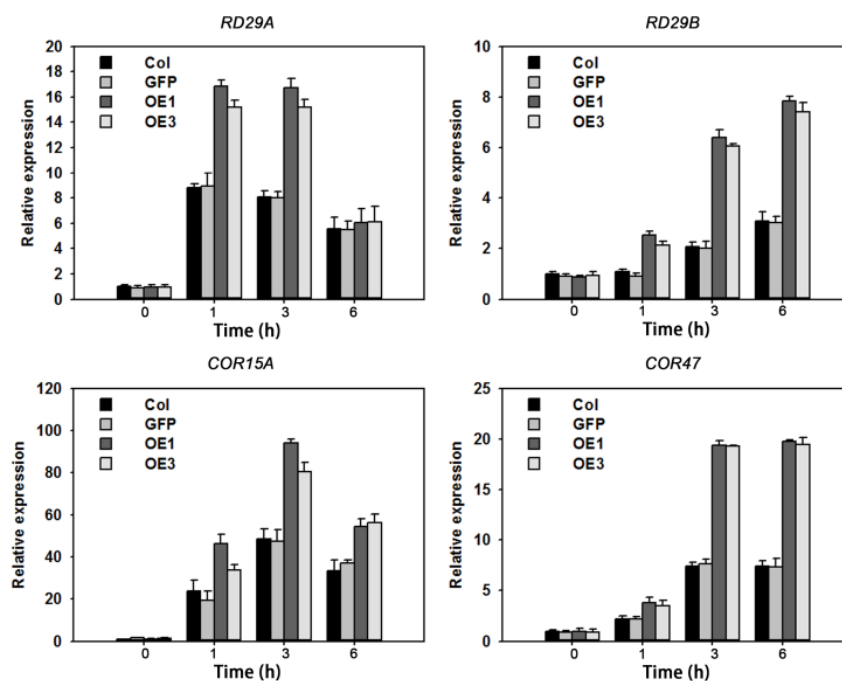 RD29A
Relative expression
20
18
16
14
12
10
8
6
4
2
0
Col
GFP
OE1
OE3
0 1 3 6
Time (h)
RD29B
Relative expression
10
8
6
4
2
0
Col
GFP
OE1
OE3
0 1 3 6
Time (h)
COR15A
Relative expression
120
100
80
60
40
20
0
Col
GFP
OE1
OE3
0 1 3 6
Time (h)
COR47
Relative expression
25
20
15
10
5
0
Col
GFP
OE1
OE3
0 1 3 6
Time (h)